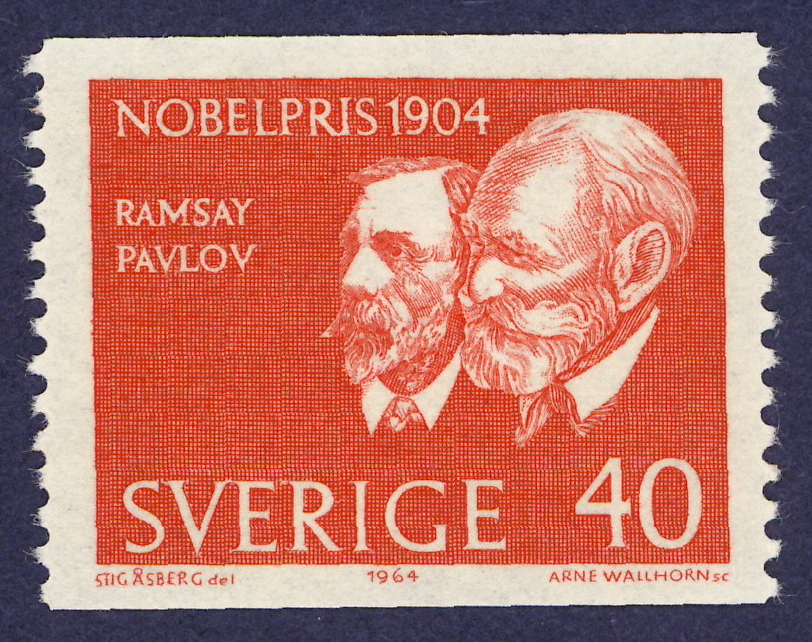 NOBELPRIS 1904
RAMSAY
PAVLOV
SVERIGE 40
STIG ÅSBERG del 1964 ARNE WALLHORN sc